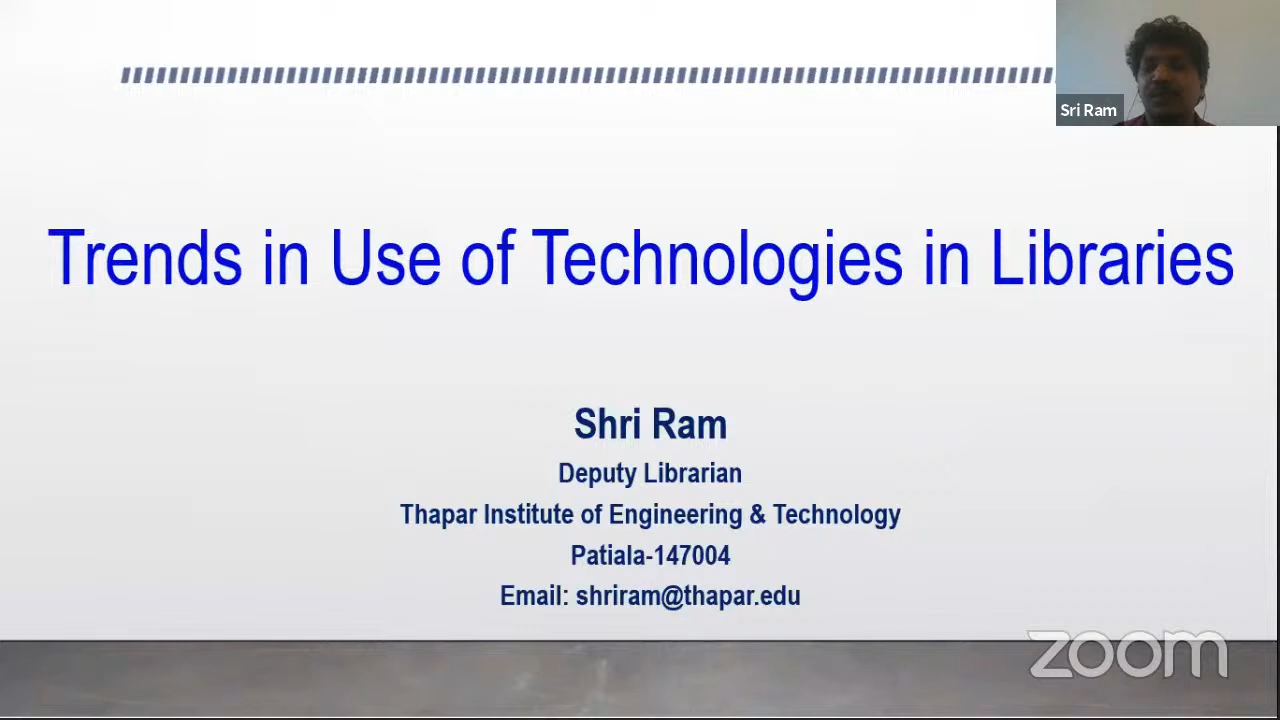 Sri Ram
Trends in Use of Technologies in Libraries
Shri Ram
Deputy Librarian
Thapar Institute of Engineering & Technology
Patiala-147004
Email: shriram@thapar.edu
zoom